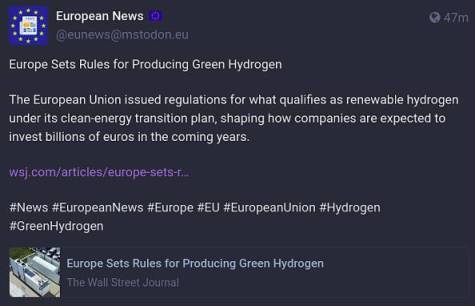 European News 🇪🇺
@eunews@mstodon.eu
47m
Europe Sets Rules for Producing Green Hydrogen
The European Union issued regulations for what qualifies as renewable hydrogen
under its clean-energy transition plan, shaping how companies are expected to
invest billions of euros in the coming years.
wsj.com/articles/europe-sets-r…
#News #EuropeanNews #Europe #EU #EuropeanUnion #Hydrogen
#GreenHydrogen
Europe Sets Rules for Producing Green Hydrogen
The Wall Street Journal